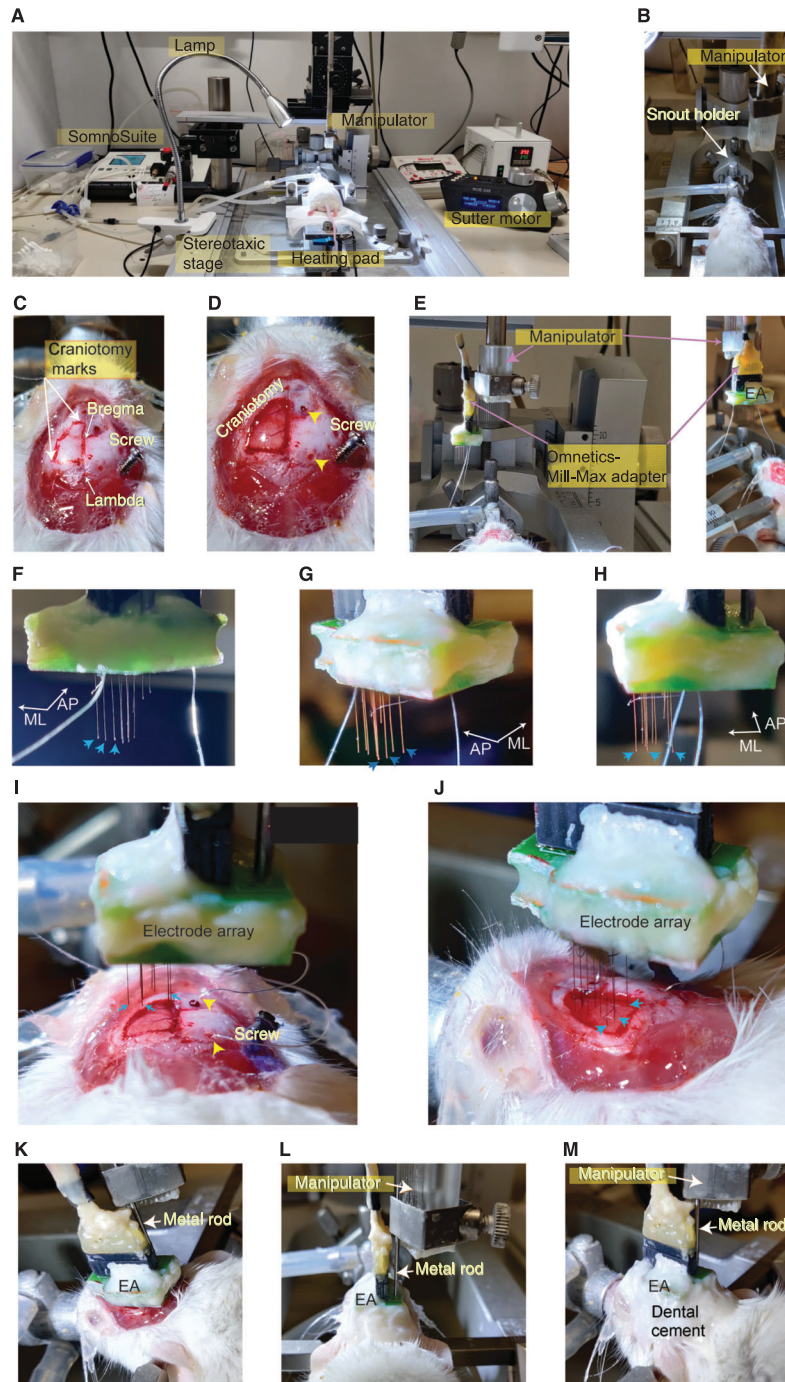 A
Lamp
Manipulator
SomnoSuite
Sutter motor
Stereotaxic
stage
Heating pad
B
Manipulator
Snout holder
C
Craniotomy
marks
Bregma
Screw
Lambda
D
Craniotomy
Screw
E
Manipulator
EA
Omnetics-
Mill-Max adapter
10
5
F
AP
ML
G
AP
ML
H
AP
ML
I
Electrode array
Screw
J
Electrode array
K
Metal rod
EA
L
Manipulator
Metal rod
EA
M
Manipulator
Metal rod
EA
Dental
cement